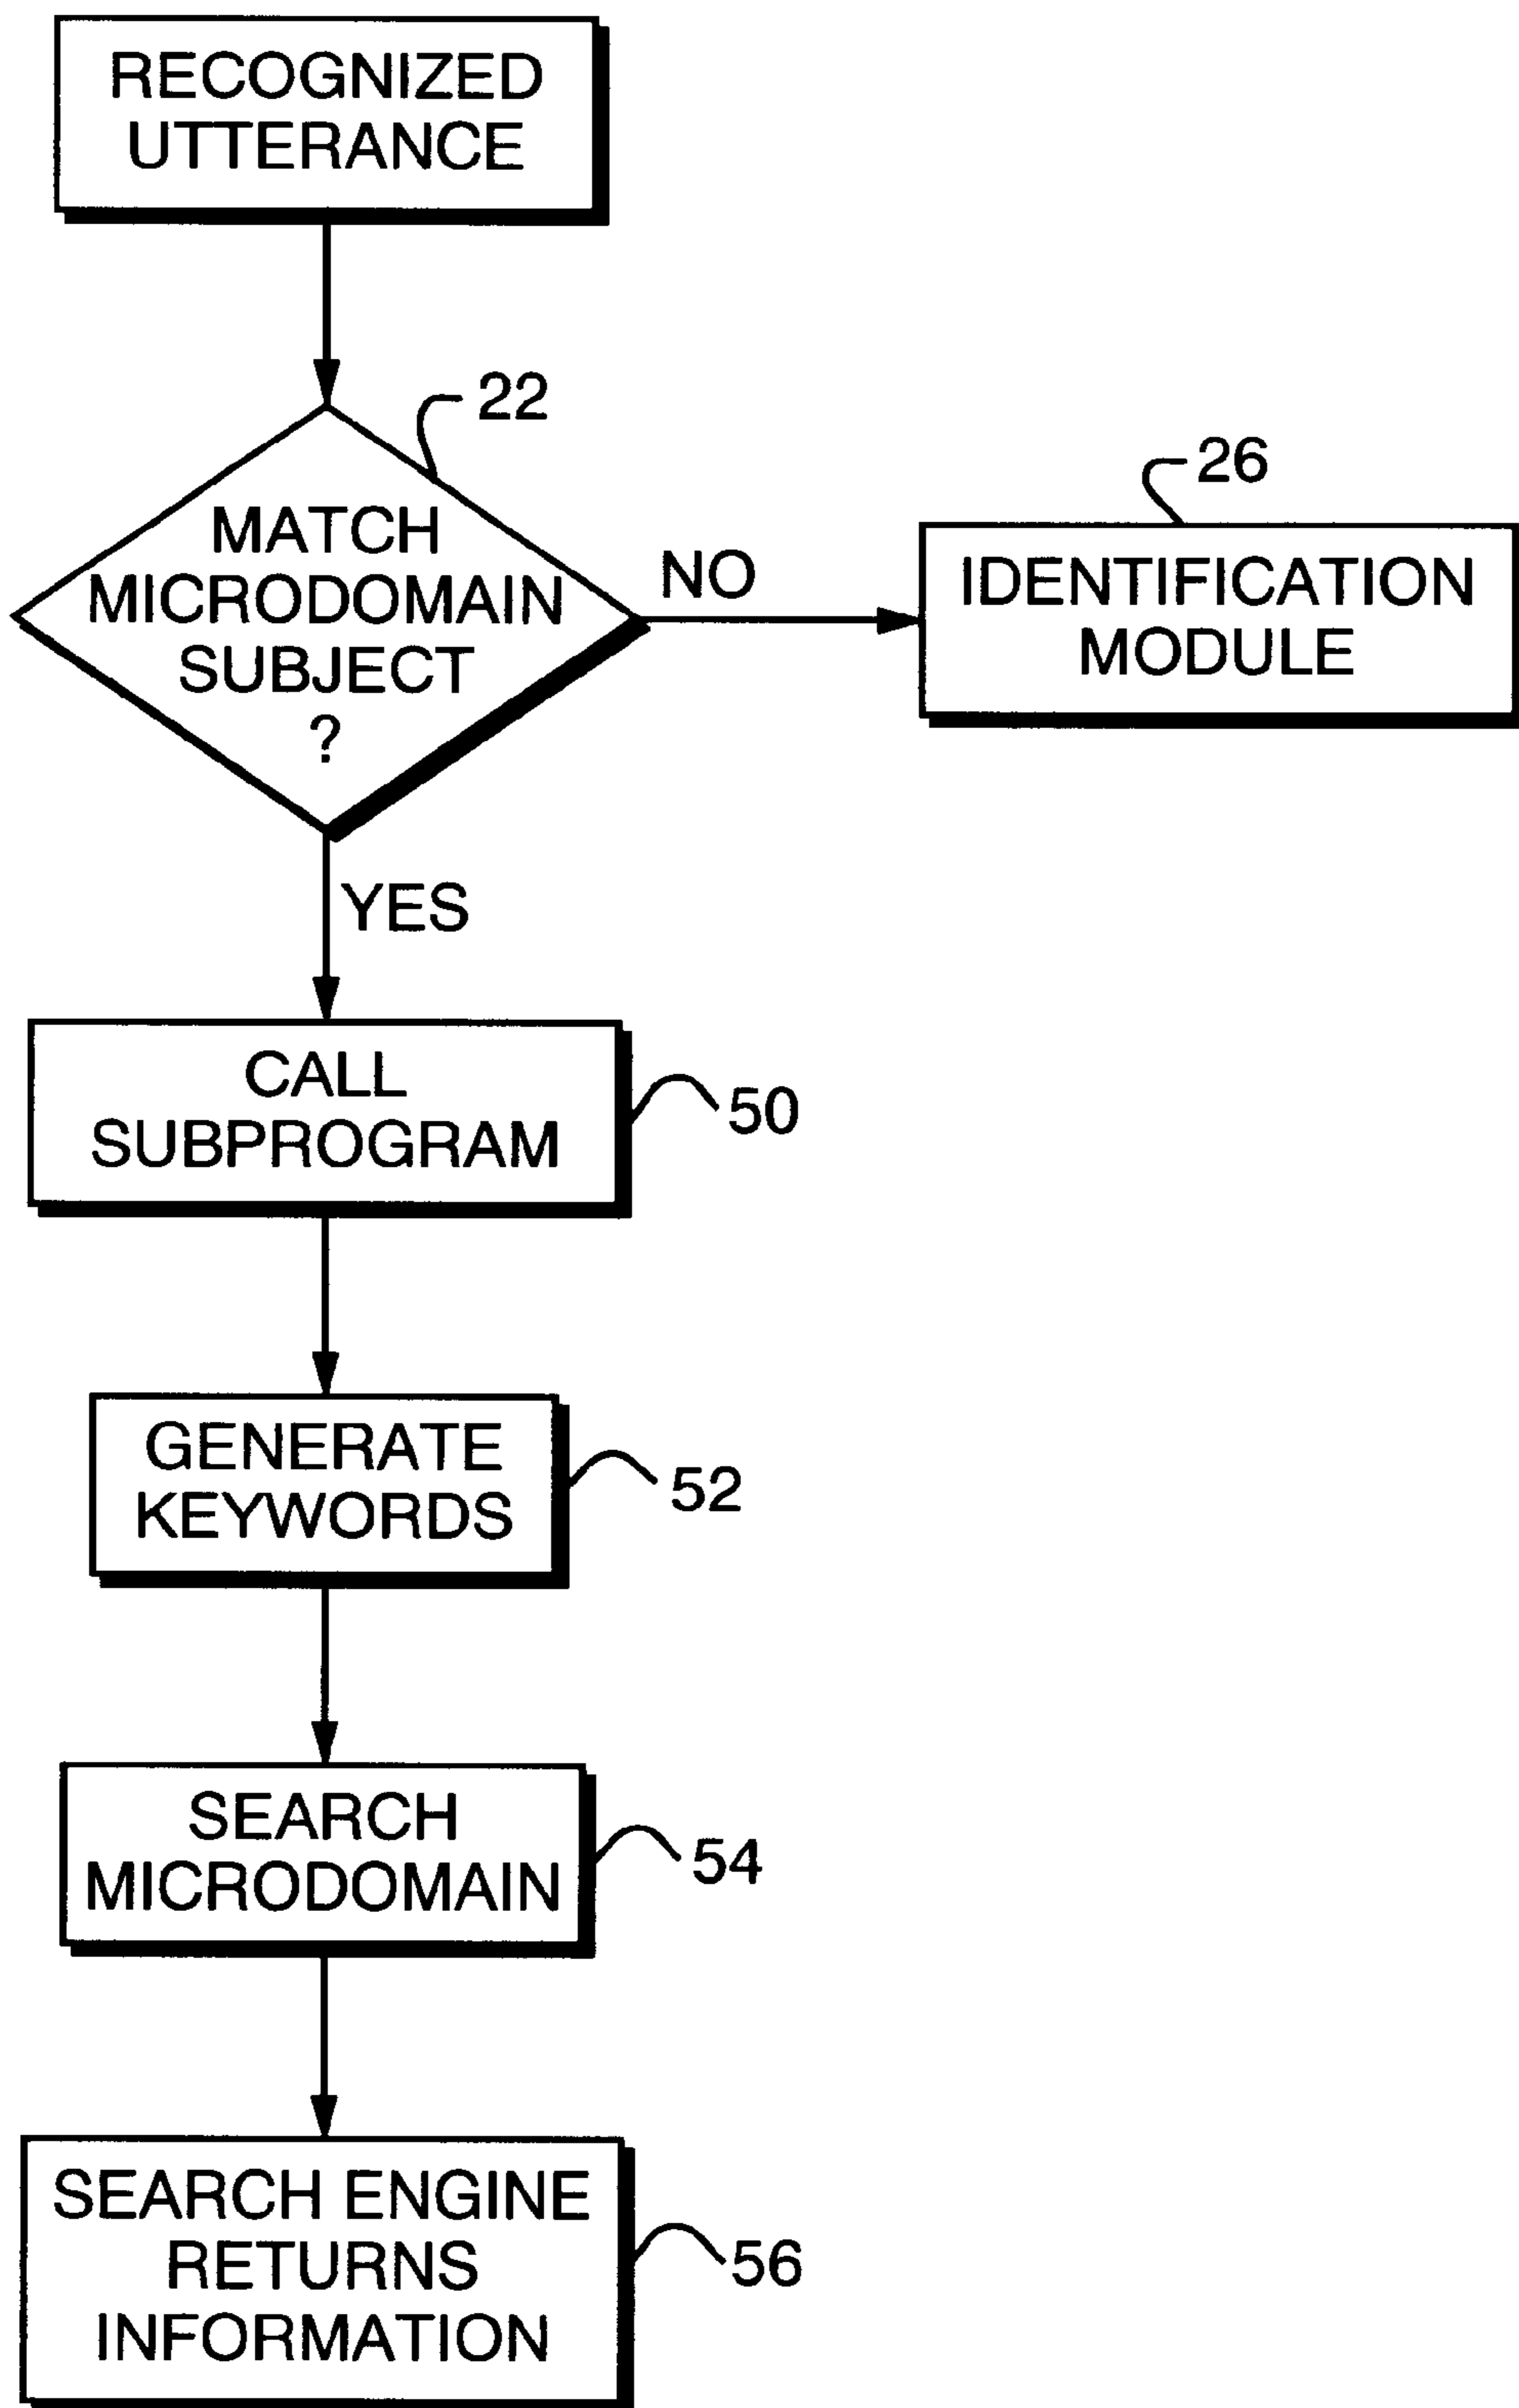 RECOGNIZED
UTTERANCE
22
MATCH
MICRODOMAIN
SUBJECT
?
NO
26
IDENTIFICATION
MODULE
YES
CALL
SUBPROGRAM
50
GENERATE
KEYWORDS
52
SEARCH
MICRODOMAIN
54
SEARCH ENGINE
RETURNS
INFORMATION
56